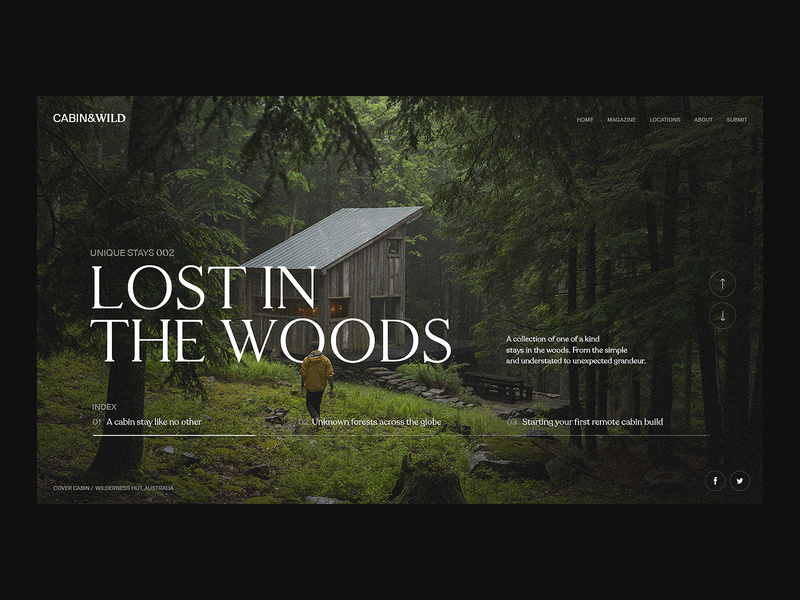 CABIN&WILD
HOME MAGAZINE LOCATIONS ABOUT SUBMIT
UNIQUE STAYS 002
LOST IN
THE WOODS
A collection of one of a kind
stays in the woods. From the simple
and understated to unexpected grandeur.
INDEX
01 A cabin stay like no other
02 Unknown forests across the globe
03 Starting your first remote cabin build
COVER CABIN / WILDERNESS HUT, AUSTRALIA